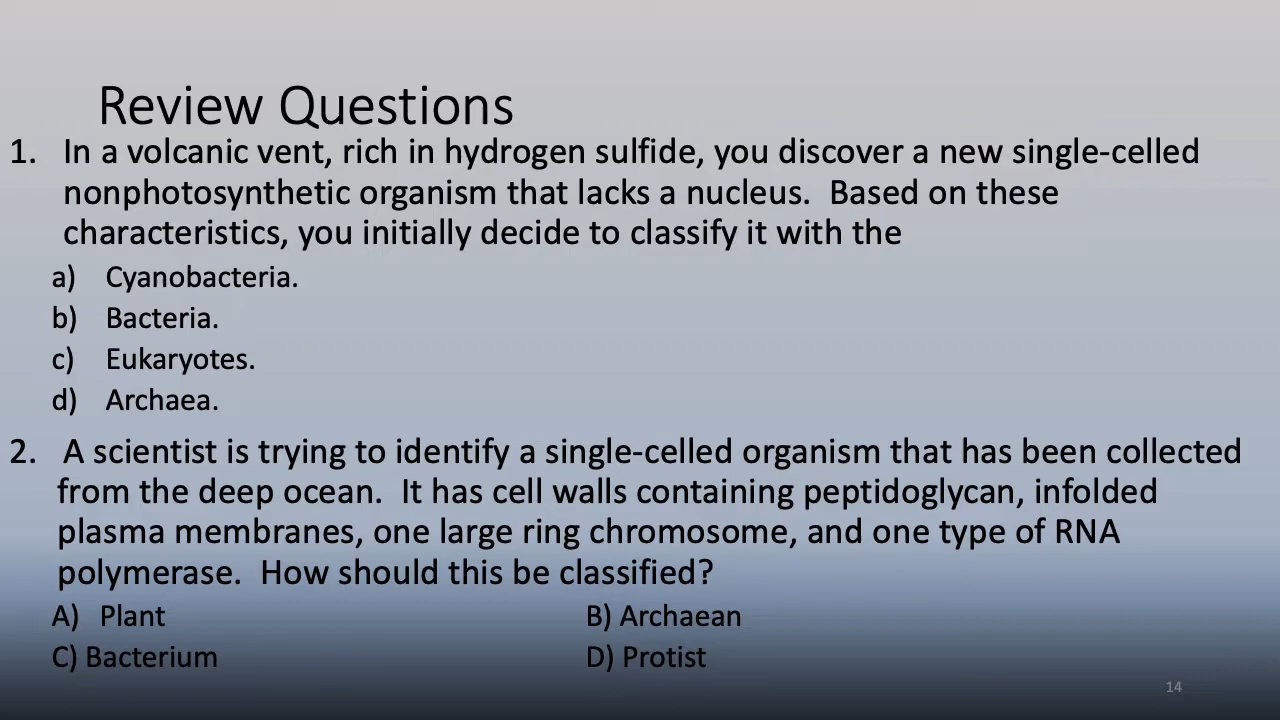 Review Questions
1. In a volcanic vent, rich in hydrogen sulfide, you discover a new single-celled
nonphotosynthetic organism that lacks a nucleus. Based on these
characteristics, you initially decide to classify it with the
a) Cyanobacteria.
b) Bacteria.
c) Eukaryotes.
d) Archaea.
2. A scientist is trying to identify a single-celled organism that has been collected
from the deep ocean. It has cell walls containing peptidoglycan, infolded
plasma membranes, one large ring chromosome, and one type of RNA
polymerase. How should this be classified?
A) Plant B) Archaean
C) Bacterium D) Protist
14